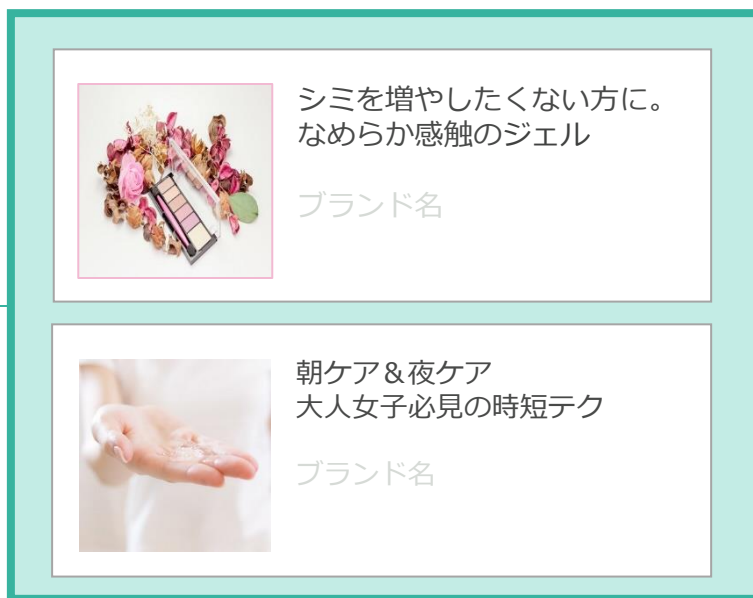 シミを増やしたくない方に。
なめらか感触のジェル
ブランド名
朝ケア＆夜ケア
大人女子必見の時短テク
ブランド名